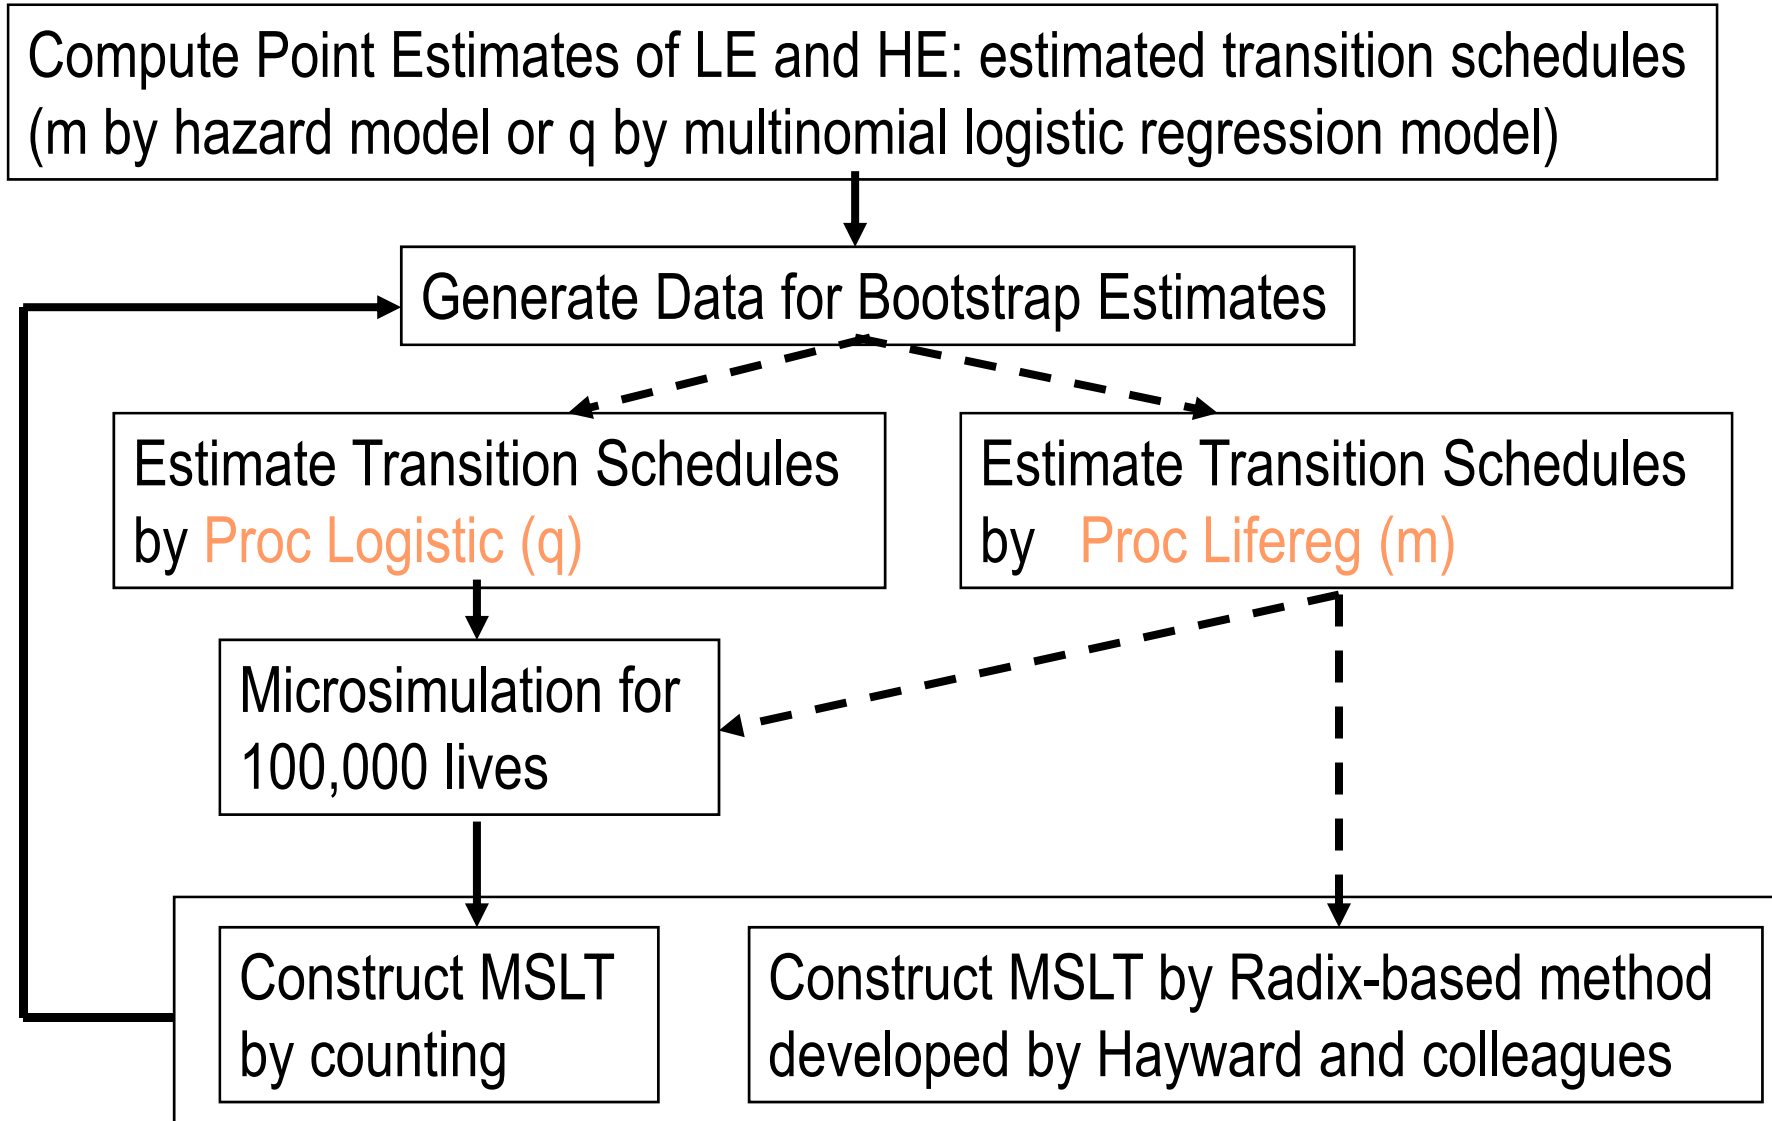 Compute Point Estimates of LE and HE: estimated transition schedules
(m by hazard model or q by multinomial logistic regression model)
Generate Data for Bootstrap Estimates
Estimate Transition Schedules
by Proc Logistic (q)
Estimate Transition Schedules
by Proc Lifereg (m)
Microsimulation for
100,000 lives
Construct MSLT
by counting
Construct MSLT by Radix-based method
developed by Hayward and colleagues